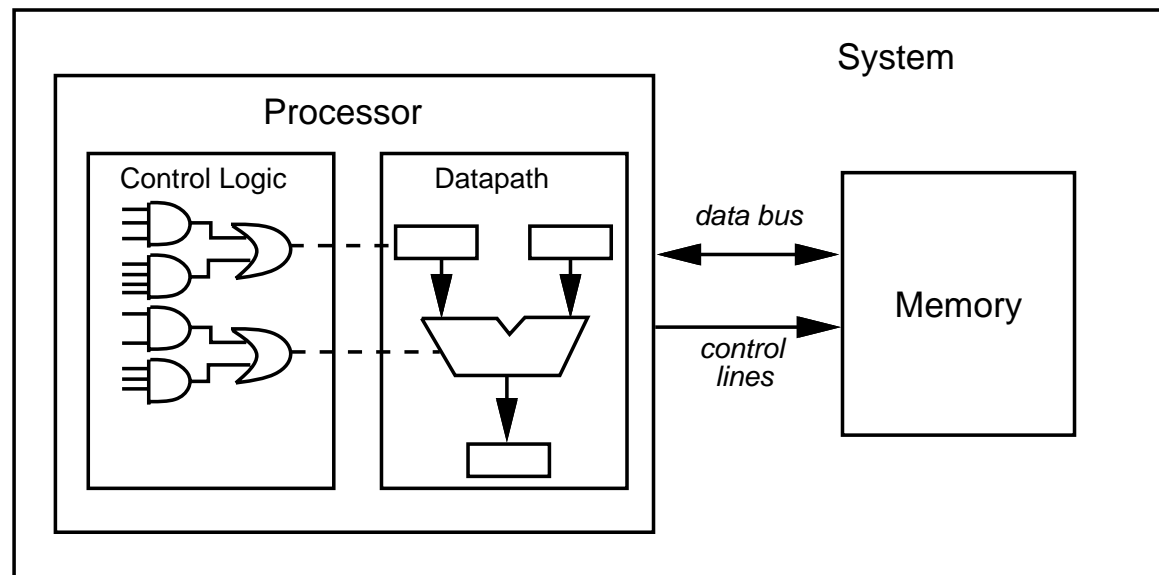 System
Processor
Control Logic
Datapath
data bus
Memory
control
lines